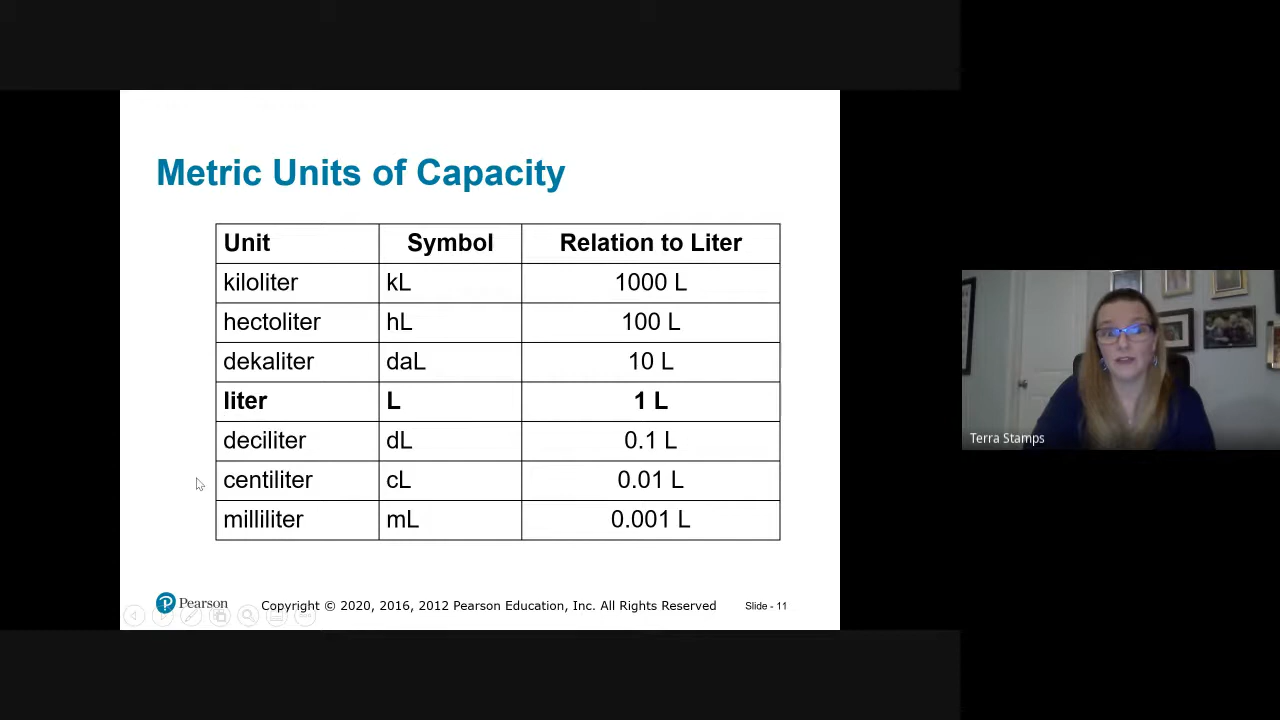 Metric Units of Capacity
Unit Symbol Relation to Liter
kiloliter kL 1000 L
hectoliter hL 100 L
dekaliter daL 10 L
liter L 1 L
deciliter dL 0.1 L
centiliter cL 0.01 L
milliliter mL 0.001 L
Pearson Copyright © 2020, 2016, 2012 Pearson Education, Inc. All Rights Reserved Slide - 11
Terra Stamps